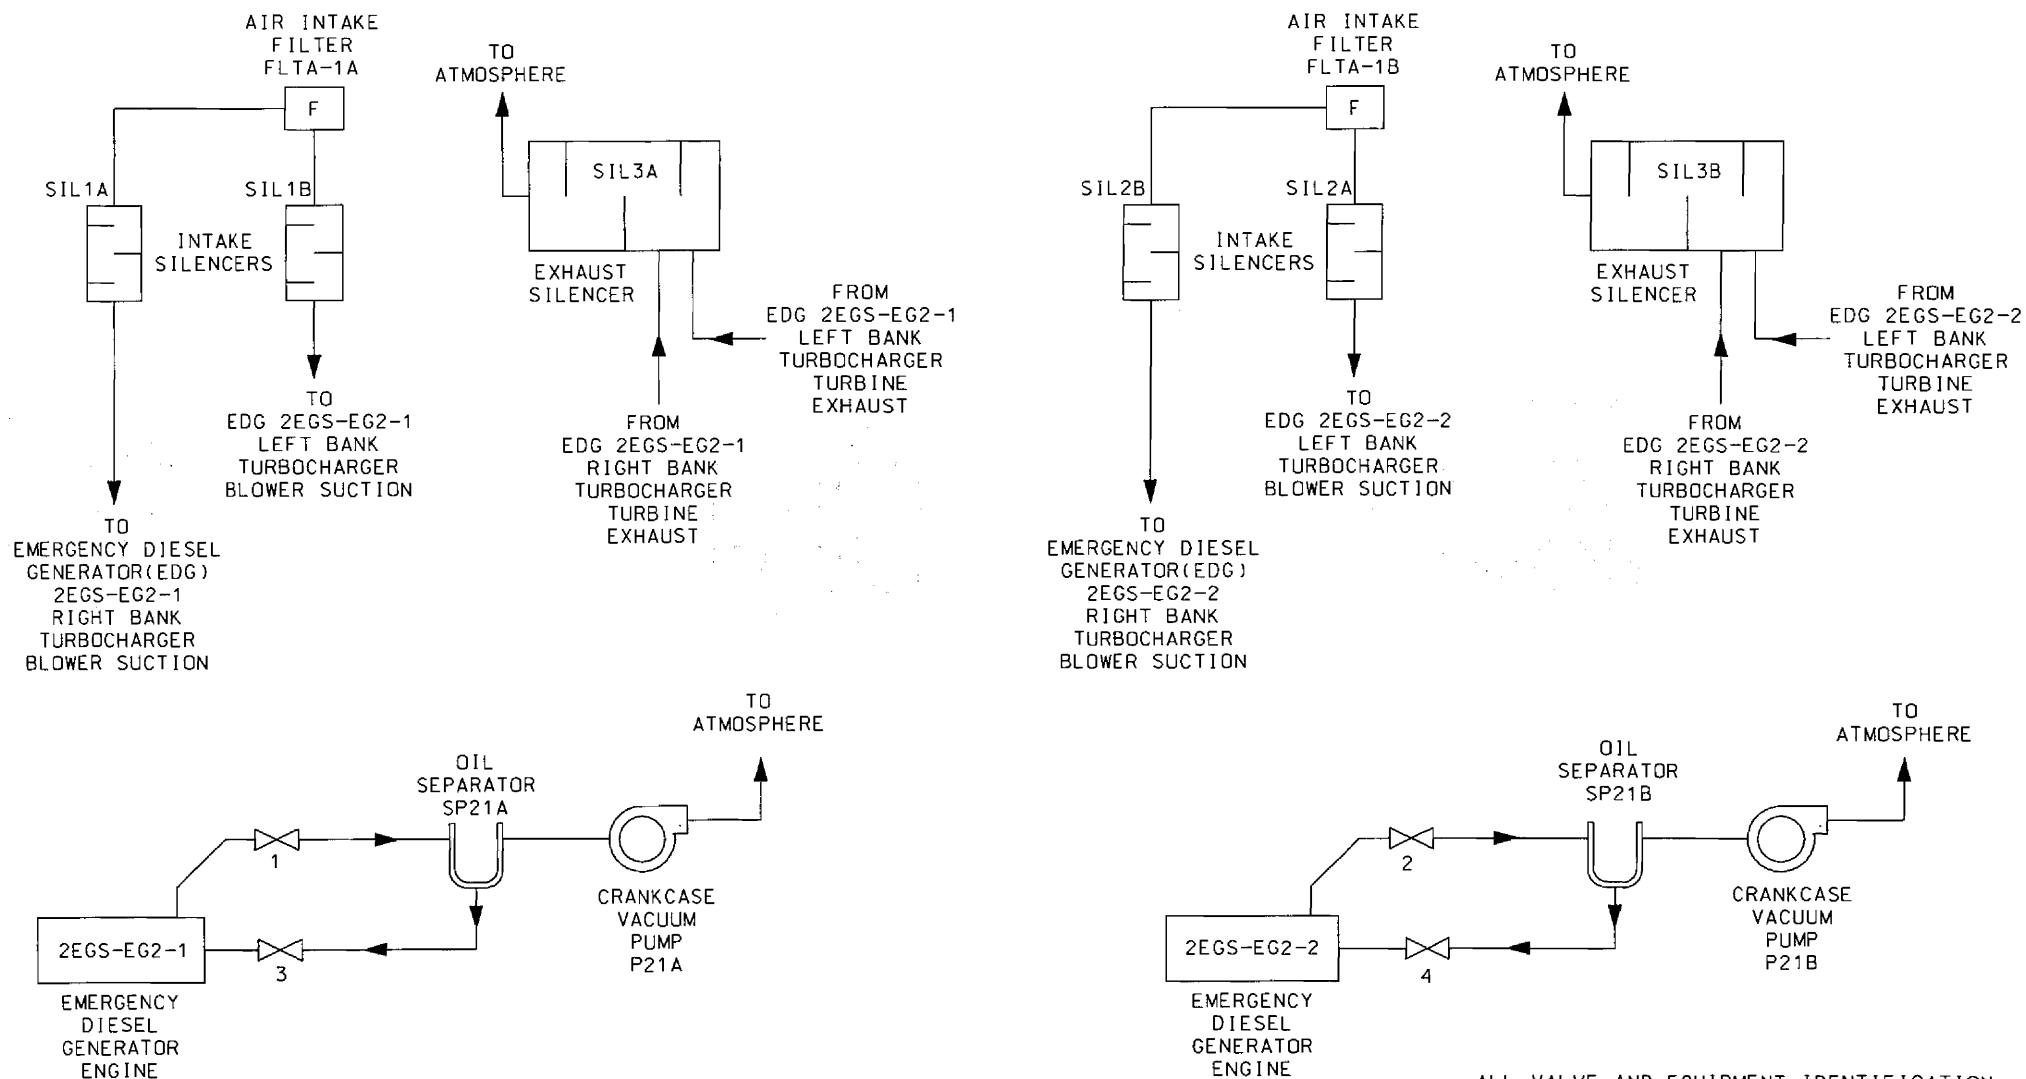 AIR INTAKE
FILTER
FLTA-1A
F
TO
ATMOSPHERE
SIL1A
SIL1B
INTAKE
SILENCERS
SIL3A
EXHAUST
SILENCER
FROM
EDG 2EGS-EG2-1
LEFT BANK
TURBOCHARGER
TURBINE
EXHAUST
TO
EDG 2EGS-EG2-1
LEFT BANK
TURBOCHARGER
BLOWER SUCTION
FROM
EDG 2EGS-EG2-1
RIGHT BANK
TURBOCHARGER
TURBINE
EXHAUST
TO
EMERGENCY DIESEL
GENERATOR(EDG)
2EGS-EG2-1
RIGHT BANK
TURBOCHARGER
BLOWER SUCTION
AIR INTAKE
FILTER
FLTA-1B
F
TO
ATMOSPHERE
SIL2B
SIL2A
INTAKE
SILENCERS
SIL3B
EXHAUST
SILENCER
FROM
EDG 2EGS-EG2-2
LEFT BANK
TURBOCHARGER
TURBINE
EXHAUST
TO
EDG 2EGS-EG2-2
LEFT BANK
TURBOCHARGER
BLOWER SUCTION
FROM
EDG 2EGS-EG2-2
RIGHT BANK
TURBOCHARGER
TURBINE
EXHAUST
TO
EMERGENCY DIESEL
GENERATOR(EDG)
2EGS-EG2-2
RIGHT BANK
TURBOCHARGER
BLOWER SUCTION
TO
ATMOSPHERE
OIL
SEPARATOR
SP21A
1
CRANKCASE
VACUUM
PUMP
P21A
2EGS-EG2-1
3
EMERGENCY
DIESEL
GENERATOR
ENGINE
TO
ATMOSPHERE
OIL
SEPARATOR
SP21B
2
CRANKCASE
VACUUM
PUMP
P21B
2EGS-EG2-2
4
EMERGENCY
DIESEL
GENERATOR
ENGINE
ALL VALVE AND EQUIPMENT IDENTIFICATION